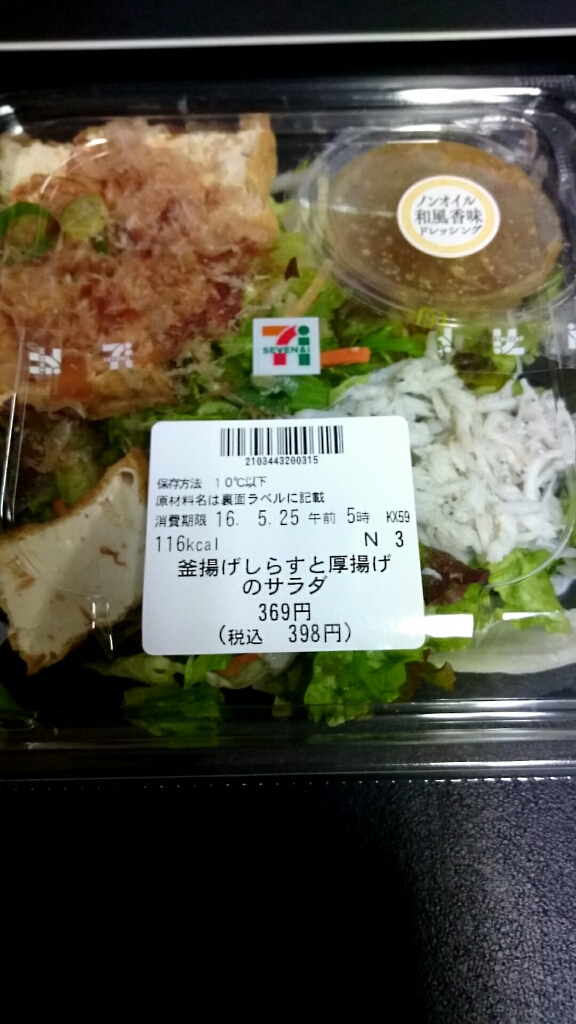 ノンオイル
和風香味
ドレッシング
SEVEN&i
2103443200315
保存方法 10℃以下
原材料名は裏面ラベルに記載
消費期限 16. 5.25 午前 5時 KX59
116kcal N 3
釜揚げしらすと厚揚げ
のサラダ
369円
(税込 398円)